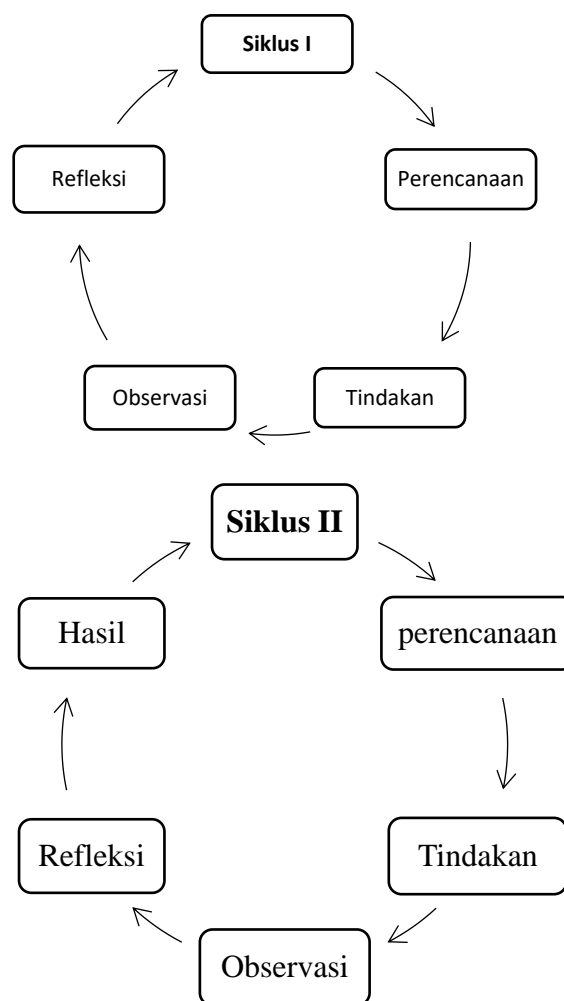 Siklus I
Refleksi
Perencanaan
Observasi
Tindakan
Siklus II
Hasil
perencanaan
Refleksi
Tindakan
Observasi